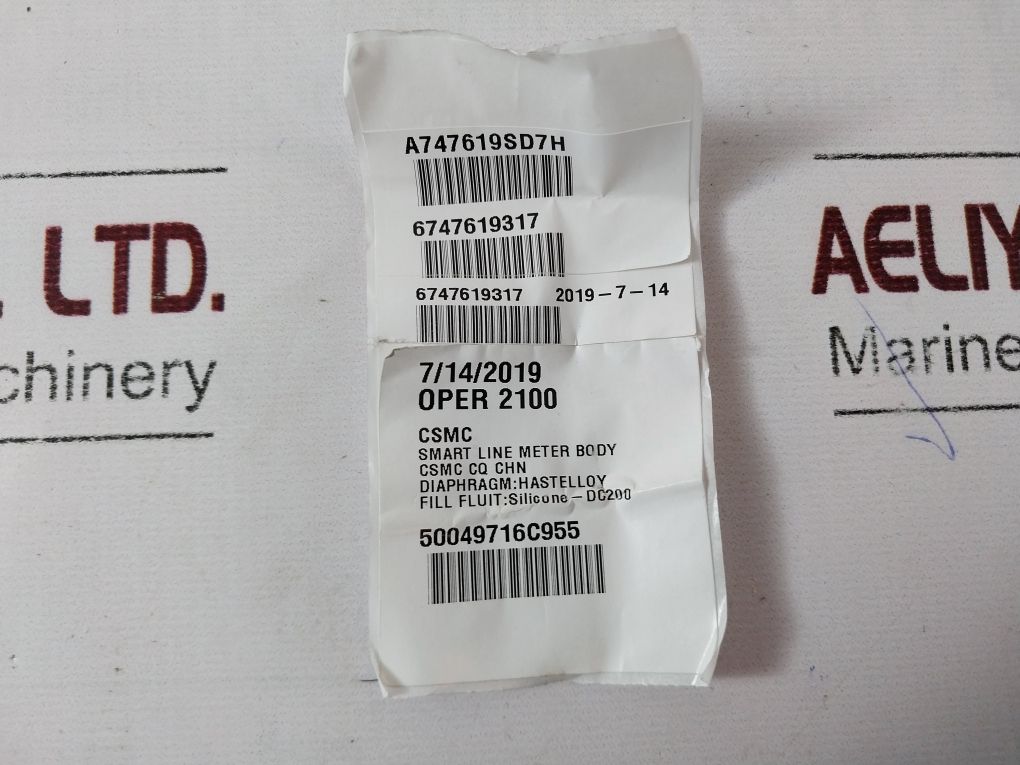 A747619SD7H
6747619317
6747619317 2019-7-14
7/14/2019
OPER 2100
CSMC
SMART LINE METER BODY
CSMC CQ CHN
DIAPHRAGM:HASTELLOY
FILL FLUIT:Silicone-DC200
50049716C955
. LTD.
chinery
AELIY
Marine